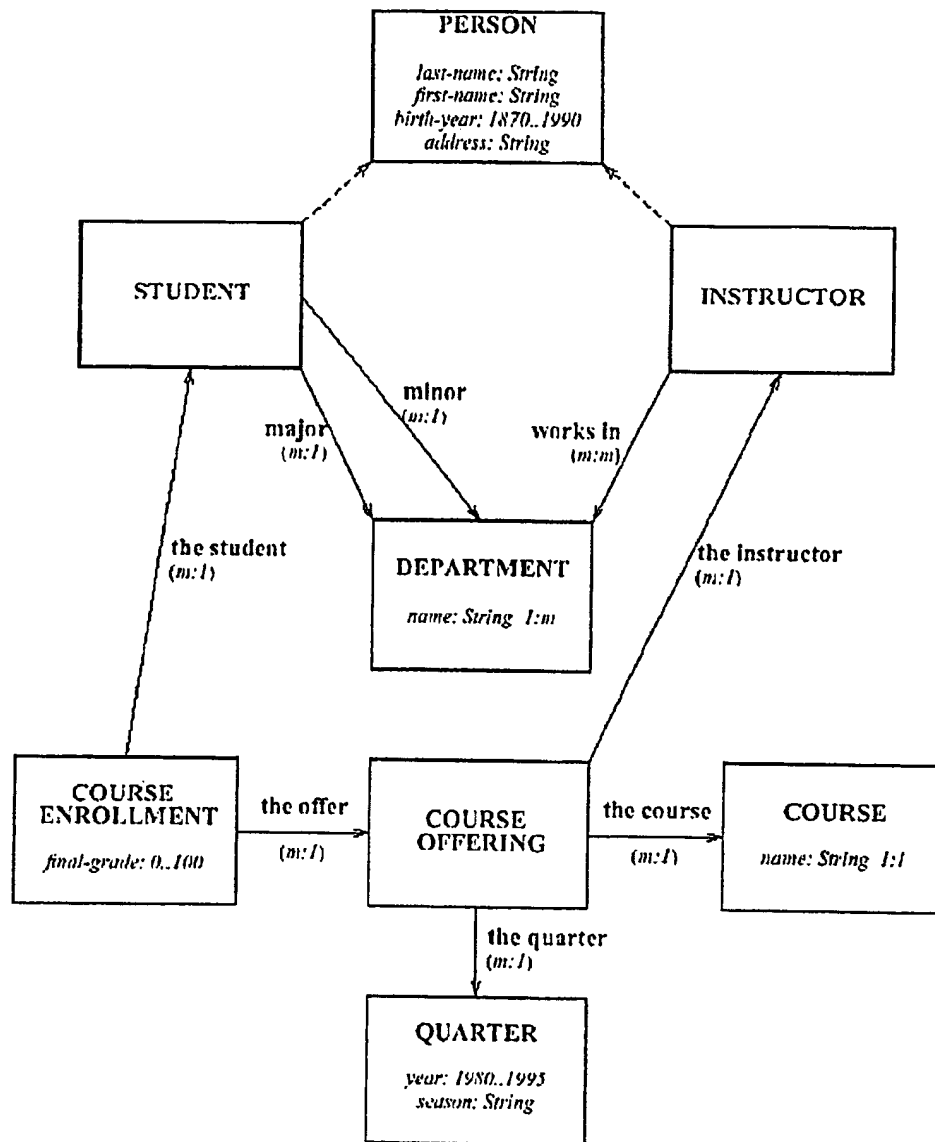 PERSON
last-name: String
first-name: String
birth-year: 1870..1990
address: String
STUDENT
INSTRUCTOR
minor
(m:1)
major
(m:1)
works in
(m:m)
the student
(m:1)
DEPARTMENT
name: String 1:m
the instructor
(m:1)
COURSE
ENROLLMENT
final-grade: 0..100
the offer
(m:1)
COURSE
OFFERING
the course
(m:1)
COURSE
name: String 1:1
the quarter
(m:1)
QUARTER
year: 1980..1995
season: String